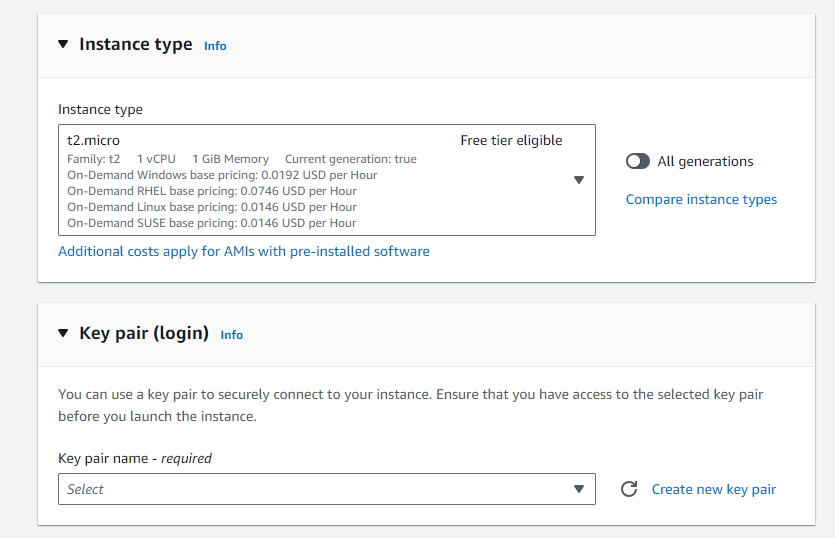 Instance type Info
Instance type
t2.micro Free tier eligible
Family: t2 1 vCPU 1 GiB Memory Current generation: true
On-Demand Windows base pricing: 0.0192 USD per Hour
On-Demand RHEL base pricing: 0.0746 USD per Hour
On-Demand Linux base pricing: 0.0146 USD per Hour
On-Demand SUSE base pricing: 0.0146 USD per Hour
All generations
Compare instance types
Additional costs apply for AMIs with pre-installed software
Key pair (login) Info
You can use a key pair to securely connect to your instance. Ensure that you have access to the selected key pair
before you launch the instance.
Key pair name - required
Select
Create new key pair